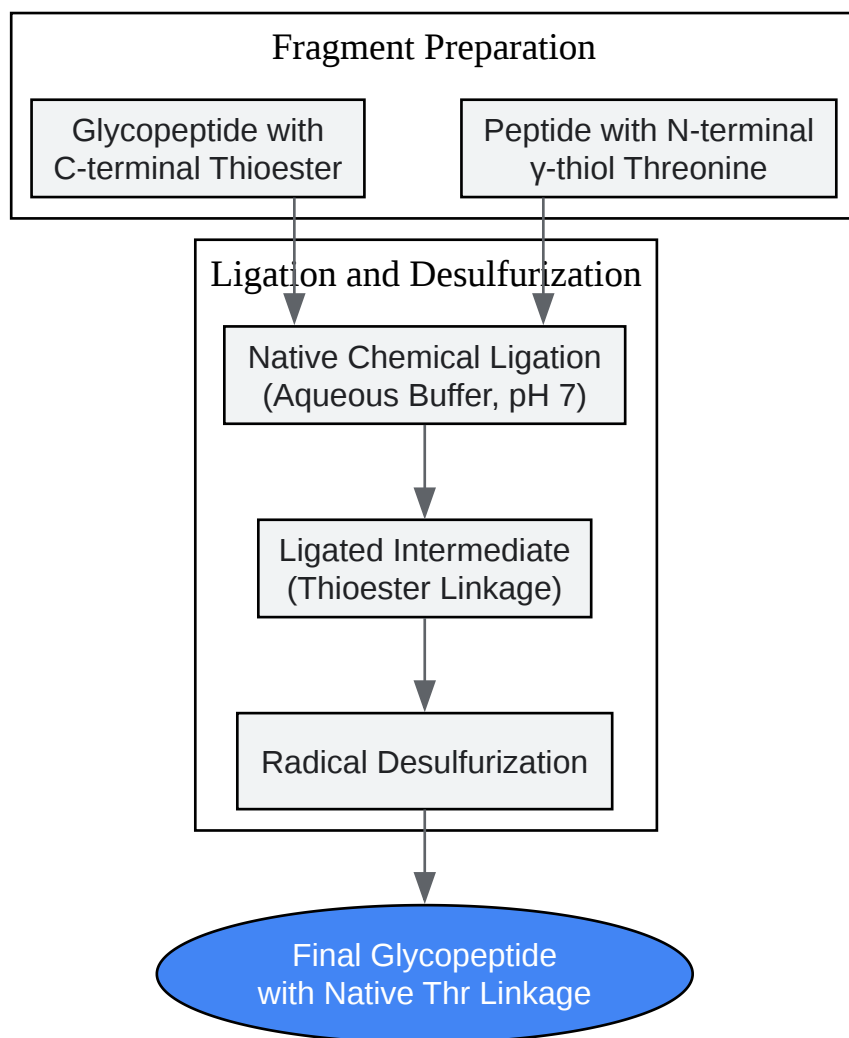 Fragment Preparation
Glycopeptide with
C-terminal Thioester
Peptide with N-terminal
γ-thiol Threonine
Ligation and Desulfurization
Native Chemical Ligation
(Aqueous Buffer, pH 7)
Ligated Intermediate
(Thioester Linkage)
Radical Desulfurization
Final Glycopeptide
with Native Thr Linkage